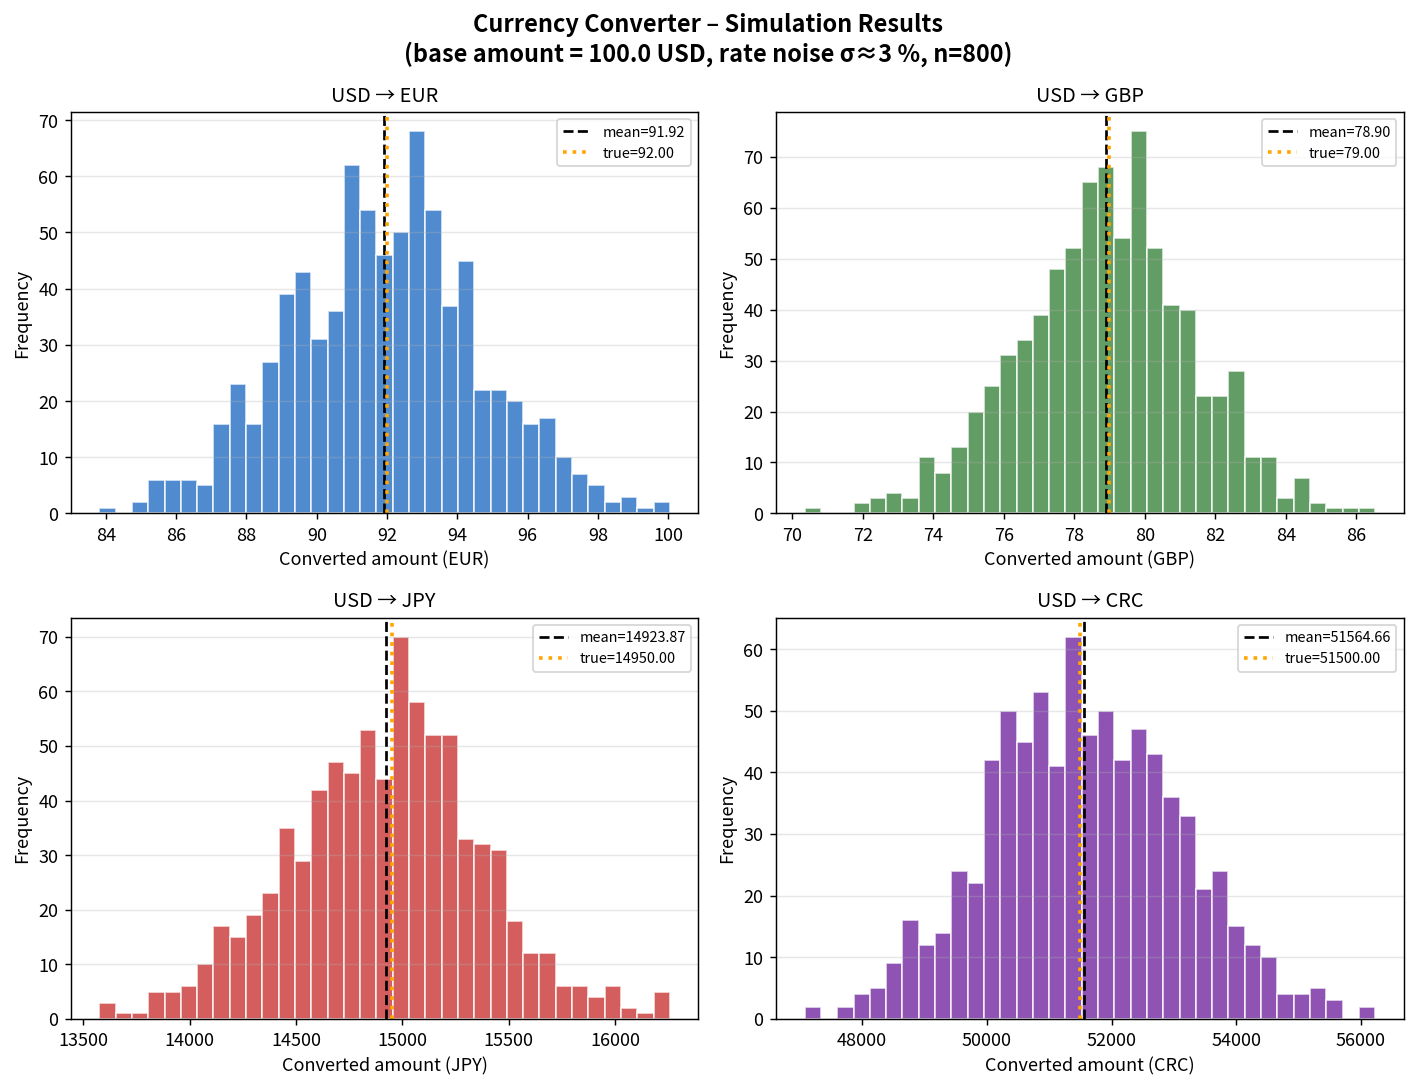 Currency Converter – Simulation Results
(base amount = 100.0 USD, rate noise σ≈3 %, n=800)
USD → EUR
mean=91.92
true=92.00
Frequency
0
10
20
30
40
50
60
70
84
86
88
90
92
94
96
98
100
Converted amount (EUR)
USD → GBP
mean=78.90
true=79.00
Frequency
0
10
20
30
40
50
60
70
70
72
74
76
78
80
82
84
86
Converted amount (GBP)
USD → JPY
mean=14923.87
true=14950.00
Frequency
0
10
20
30
40
50
60
70
13500
14000
14500
15000
15500
16000
Converted amount (JPY)
USD → CRC
mean=51564.66
true=51500.00
Frequency
0
10
20
30
40
50
60
48000
50000
52000
54000
56000
Converted amount (CRC)